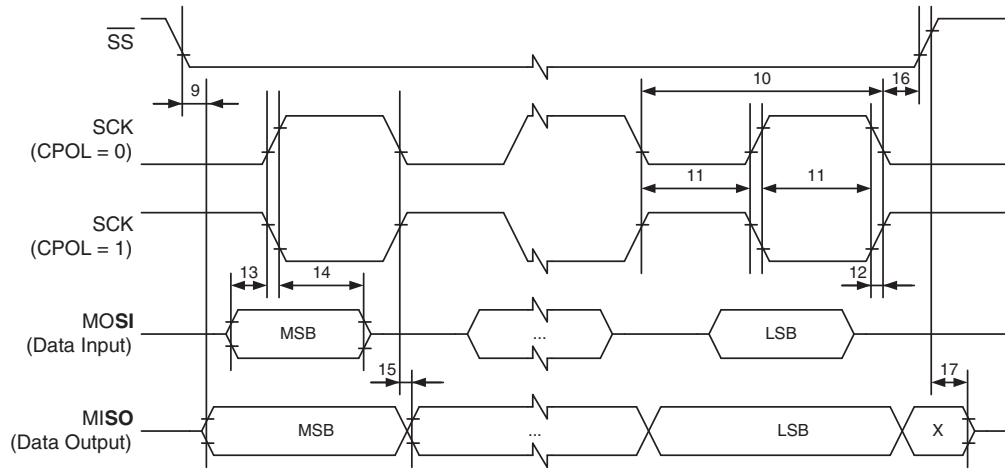 SS
9
10
16
SCK
(CPOL = 0)
11
11
SCK
(CPOL = 1)
13
14
12
MOSI
(Data Input)
MSB
...
LSB
15
17
MISO
(Data Output)
MSB
...
LSB
X